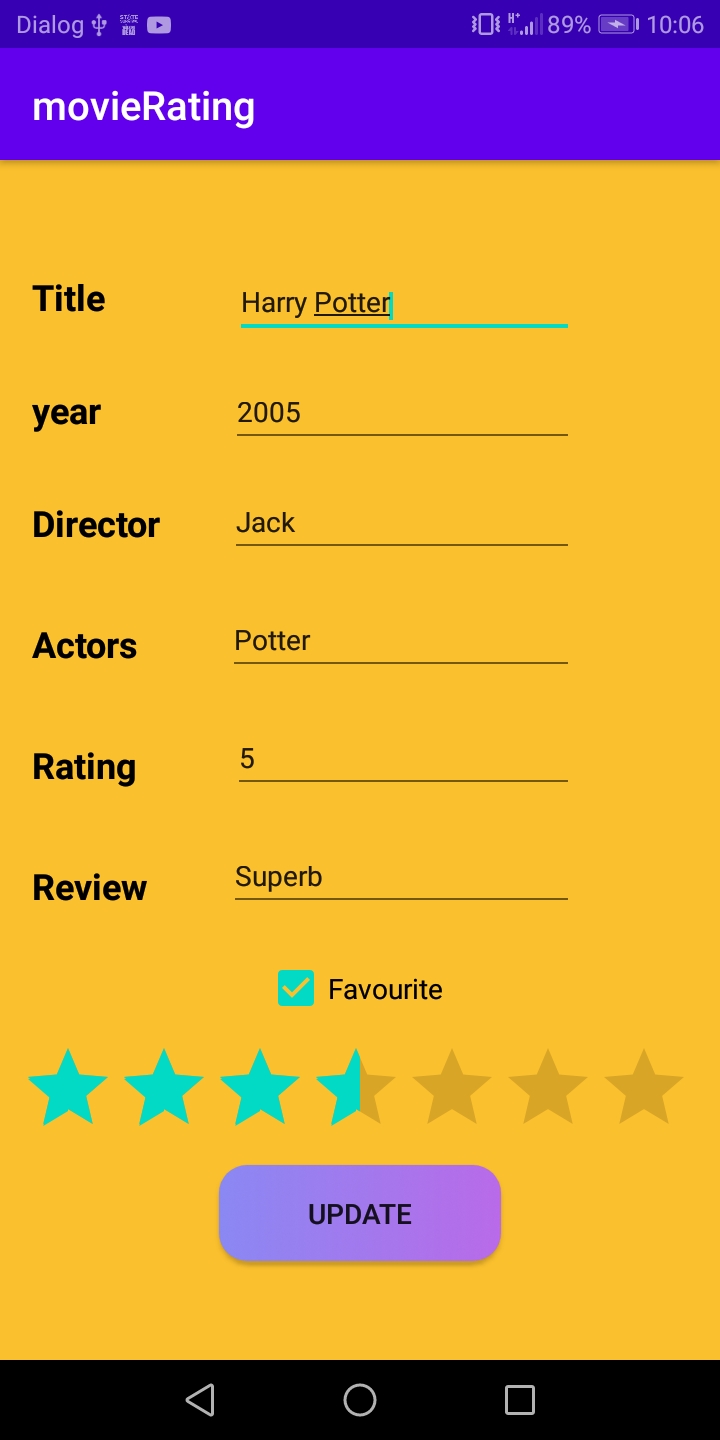 Dialog 89% 10:06
movieRating
Title Harry Potter
year 2005
Director Jack
Actors Potter
Rating 5
Review Superb
Favourite
UPDATE